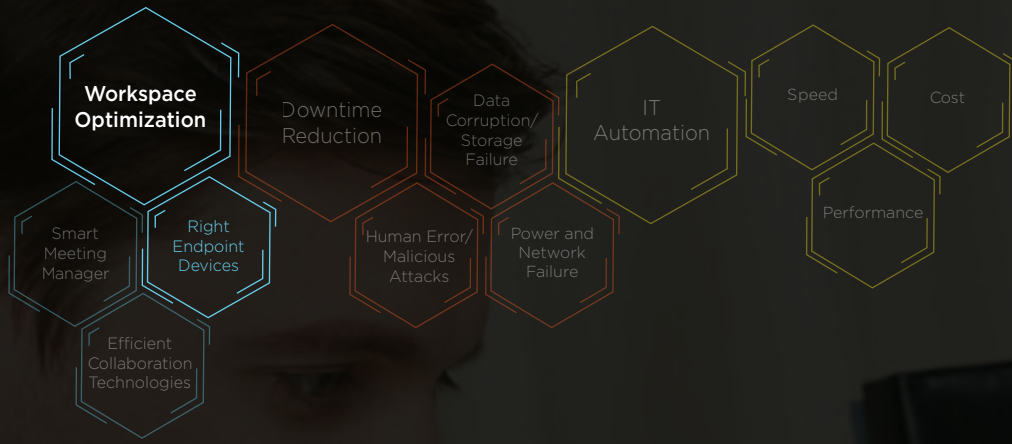 Workspace
Optimization
Smart
Meeting
Manager
Right
Endpoint
Devices
Efficient
Collaboration
Technologies
Downtime
Reduction
Data
Corruption/
Storage
Failure
Human Error/
Malicious
Attacks
Power and
Network
Failure
IT
Automation
Speed
Cost
Performance